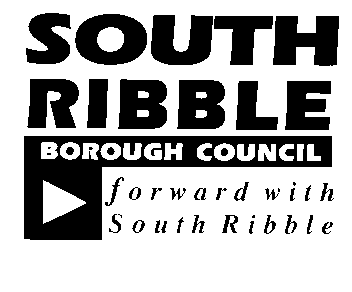 SOUTH
RIBBLE
BOROUGH COUNCIL
forward with
South Ribble